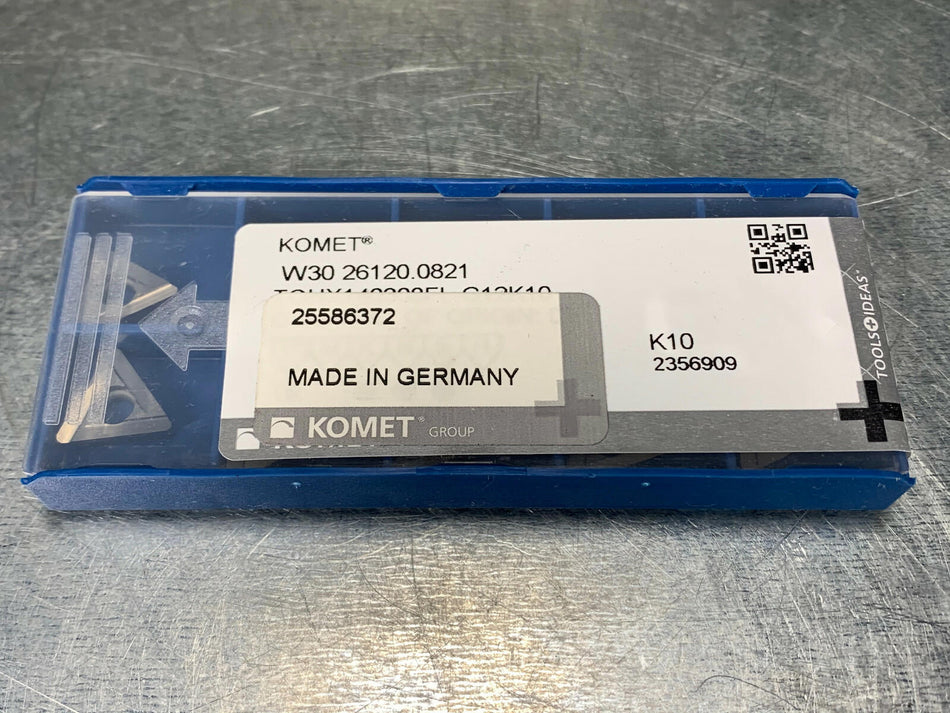 KOMET®
W30 26120.0821
25586372
MADE IN GERMANY
KOMET® GROUP
K10
2356909
TOOLS+IDEAS®